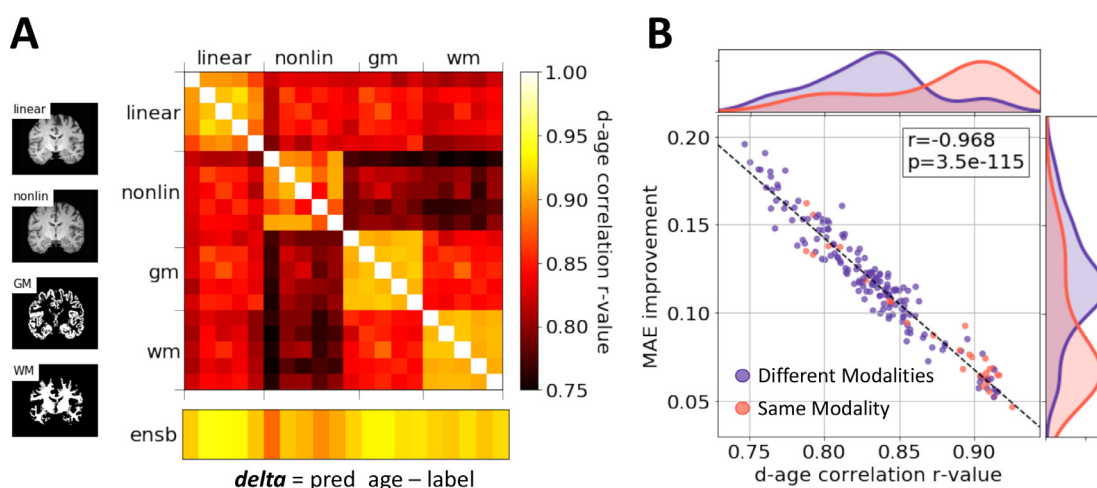 A
linear
nonlin
GM
WM
linear nonlin gm wm
linear
nonlin
gm
wm
ensb
1.00
0.95
0.90
0.85
0.80
0.75
d-age correlation r-value
delta = pred_age – label
B
r=-0.968
p=3.5e-115
0.20
0.15
0.10
0.05
MAE improvement
Different Modalities
Same Modality
0.75 0.80 0.85 0.90
d-age correlation r-value